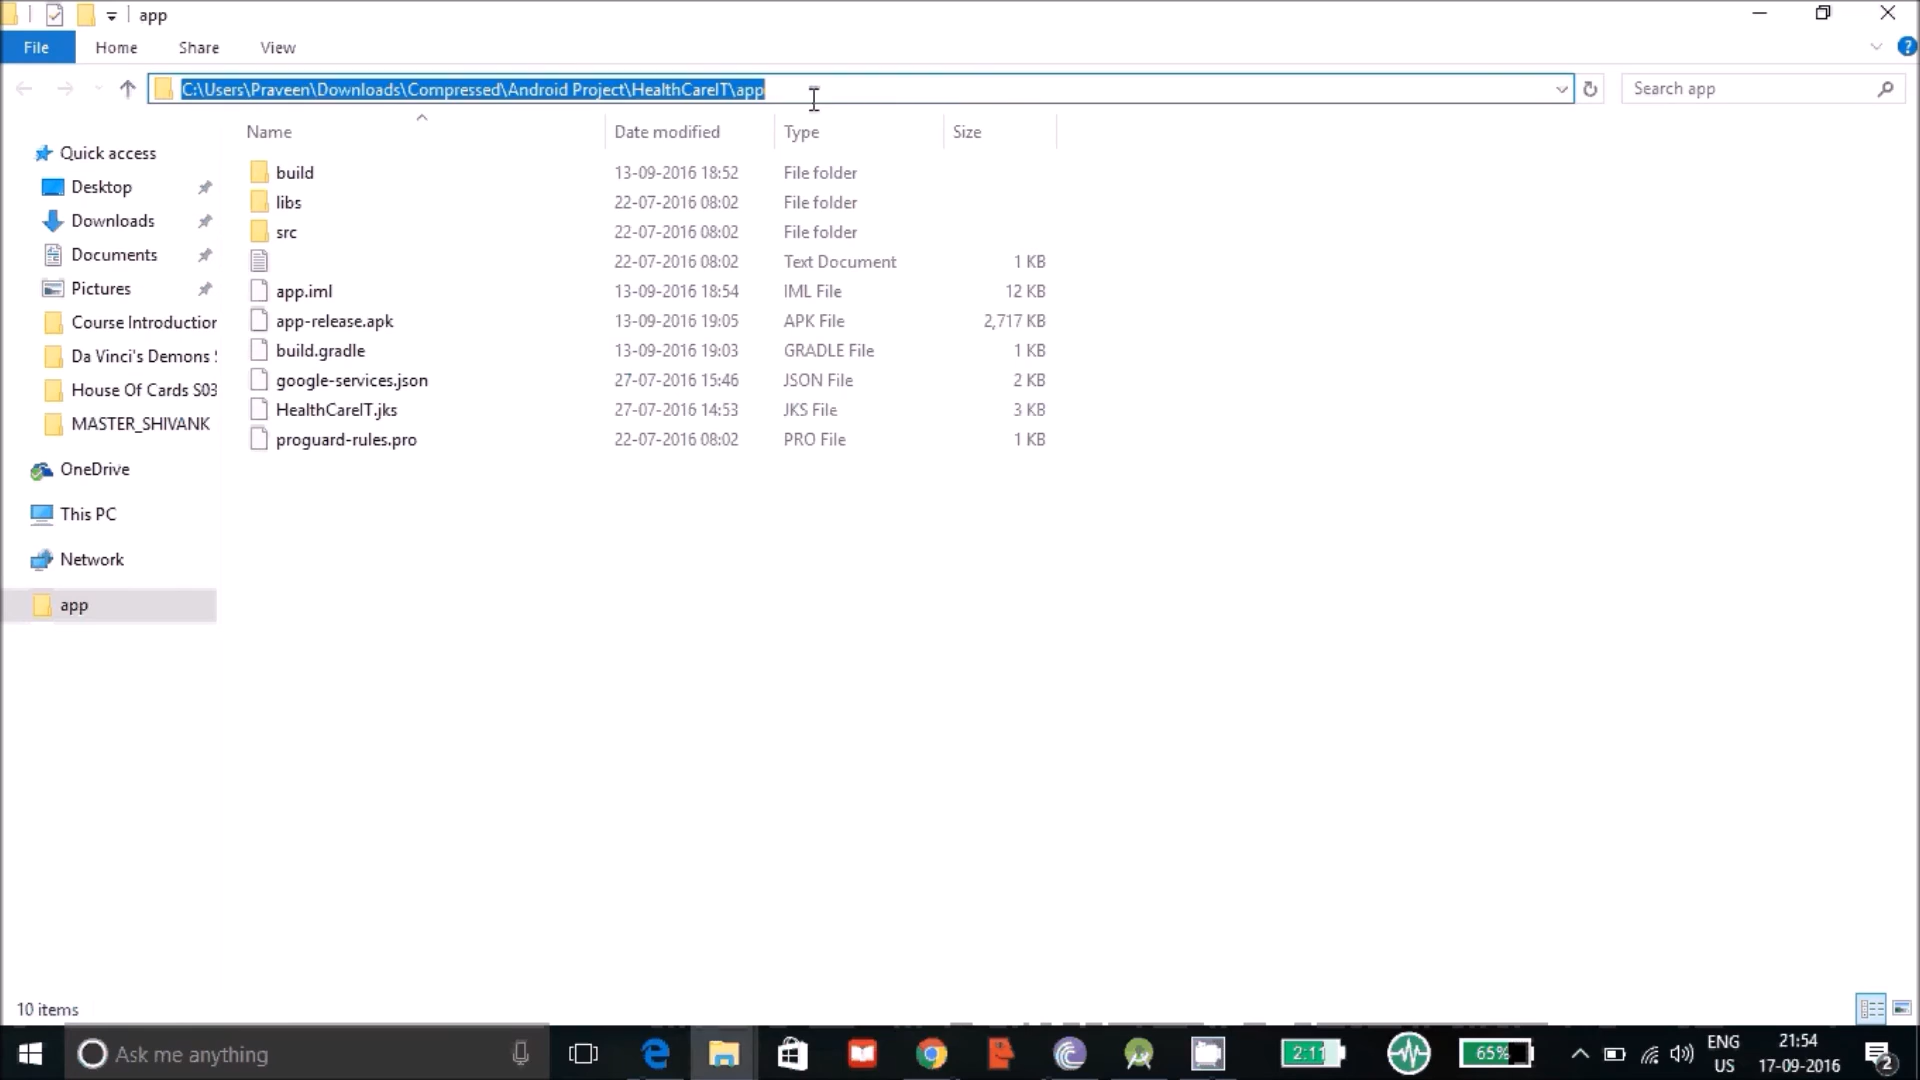 app
File Home Share View
C:\Users\Praveen\Downloads\Compressed\Android Project\HealthCareIT\app Search app
Name Date modified Type Size
Quick access
Desktop
Downloads
Documents
Pictures
Course Introduction
Da Vinci's Demons
House Of Cards S03
MASTER_SHIVANK
OneDrive
This PC
Network
app
build 13-09-2016 18:52 File folder
libs 22-07-2016 08:02 File folder
src 22-07-2016 08:02 File folder
22-07-2016 08:02 Text Document 1 KB
app.iml 13-09-2016 18:54 IML File 12 KB
app-release.apk 13-09-2016 19:05 APK File 2,717 KB
build.gradle 13-09-2016 19:03 GRADLE File 1 KB
google-services.json 27-07-2016 15:46 JSON File 2 KB
HealthCareIT.jks 27-07-2016 14:53 JKS File 3 KB
proguard-rules.pro 22-07-2016 08:02 PRO File 1 KB
10 items
Ask me anything 2:11 65% ENG 21:54
US 17-09-2016 2